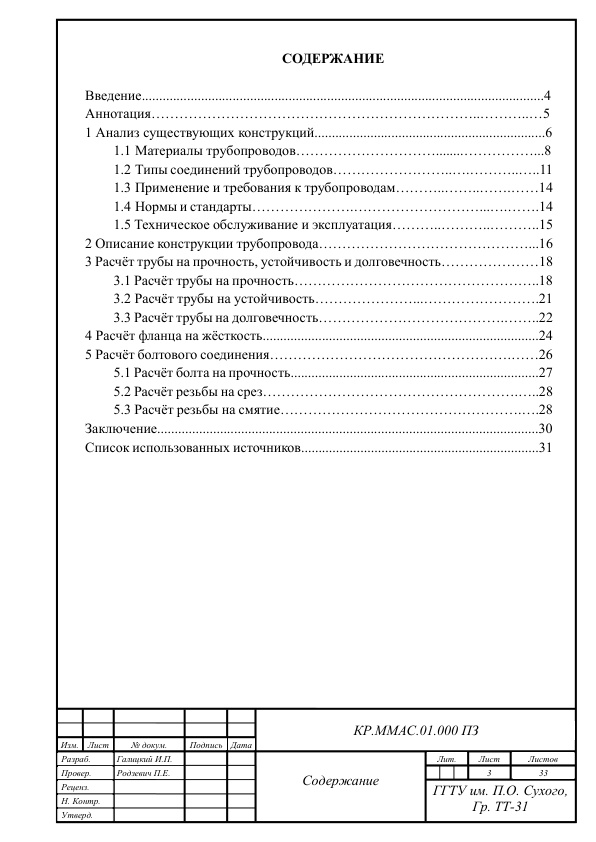 СОДЕРЖАНИЕ
Введение....................................................................................................................4
Аннотация………………………………………………………………..………..…5
1 Анализ существующих конструкций..................................................................6
1.1 Материалы трубопроводов…………………………........……………...8
1.2 Типы соединений трубопроводов…………………..….………..…..11
1.3 Применение и требования к трубопроводам………..……..…….……14
1.4 Нормы и стандарты…………………………………………..…..……14
1.5 Техническое обслуживание и эксплуатация………..………..………15
2 Описание конструкции трубопровода……………………………………...16
3 Расчёт трубы на прочность, устойчивость и долговечность………………18
3.1 Расчёт трубы на прочность…………………………………………..18
3.2 Расчёт трубы на устойчивость……………………..…………….…..21
3.3 Расчёт трубы на долговечность…………………………….…..……22
4 Расчёт фланца на жёсткость...............................................................................24
5 Расчёт болтового соединения…………………………………………….……26
5.1 Расчёт болта на прочность.......................................................................27
5.2 Расчёт резьбы на срез…………………………………………….…..28
5.3 Расчёт резьбы на смятие………………………………………….….28
Заключение.............................................................................................................30
Список использованных источников....................................................................31
КР.ММАС.01.000 ПЗ
Изм. Лист № докум. Подпись Дата
Разраб. Галицкий И.П.
Провер. Родзевич П.Е.
Реценз.
Н. Контр.
Утверд.
Содержание
Лит. Лист Листов
3 33
ГГТУ им. П.О. Сухого,
Гр. ТТ-31